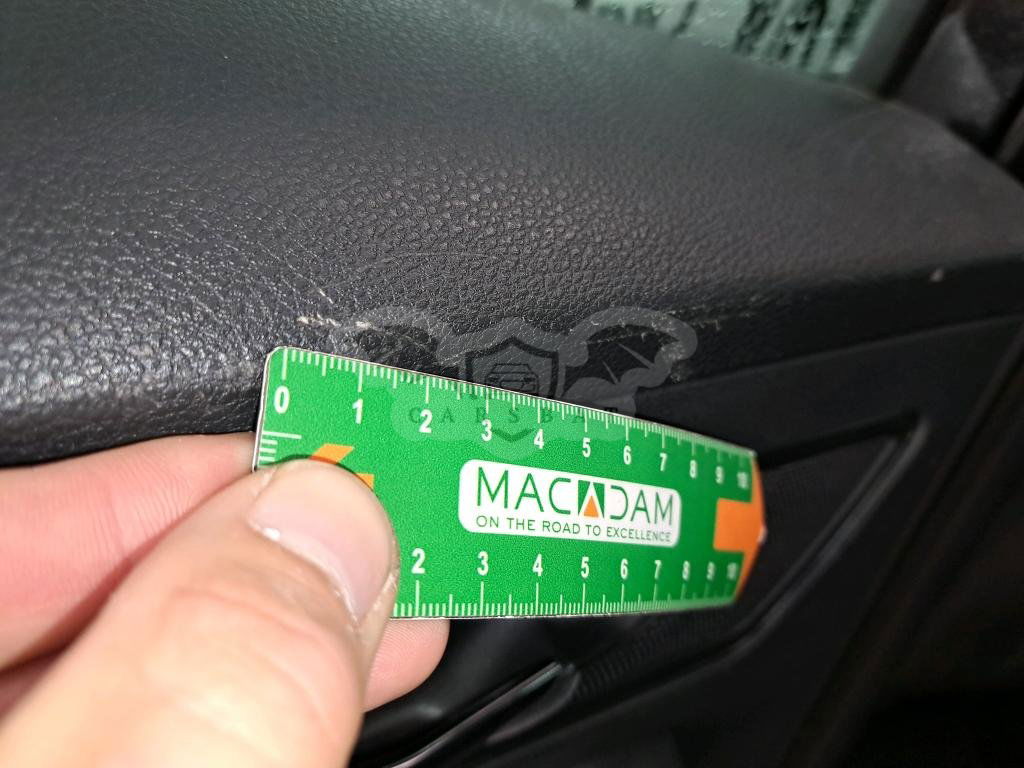 CARSBAT
0 1 2 3 4 5 6 7 8 9 10
MACADAM
ON THE ROAD TO EXCELLENCE
2 3 4 5 6 7 8 9 10